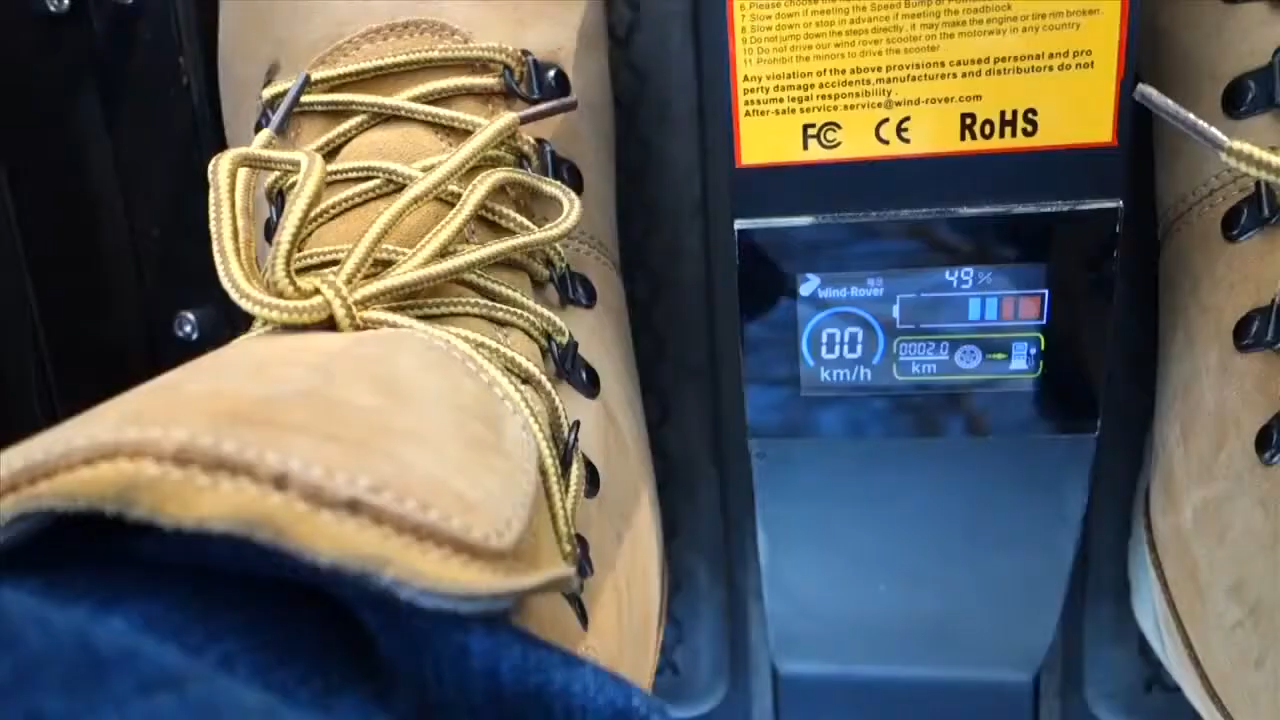 6.Please choose the
7.Slow down if meeting the Speed Bump or
8.Slow down or stop in advance if meeting the roadblock
9 Do not jump down the steps directly , it may make the engine or tire rim broken.
10 Do not drive our wind rover scooter on the motorway in any country
11 Prohibit the minors to drive the scooter .
Any violation of the above provisions caused personal and pro
perty damage accidents,manufacturers and distributors do not
assume legal responsibility .
After-sale service:service@wind-rover.com
FC CE RoHS
49%
Wind-Rover
00
km/h
0002.0
km